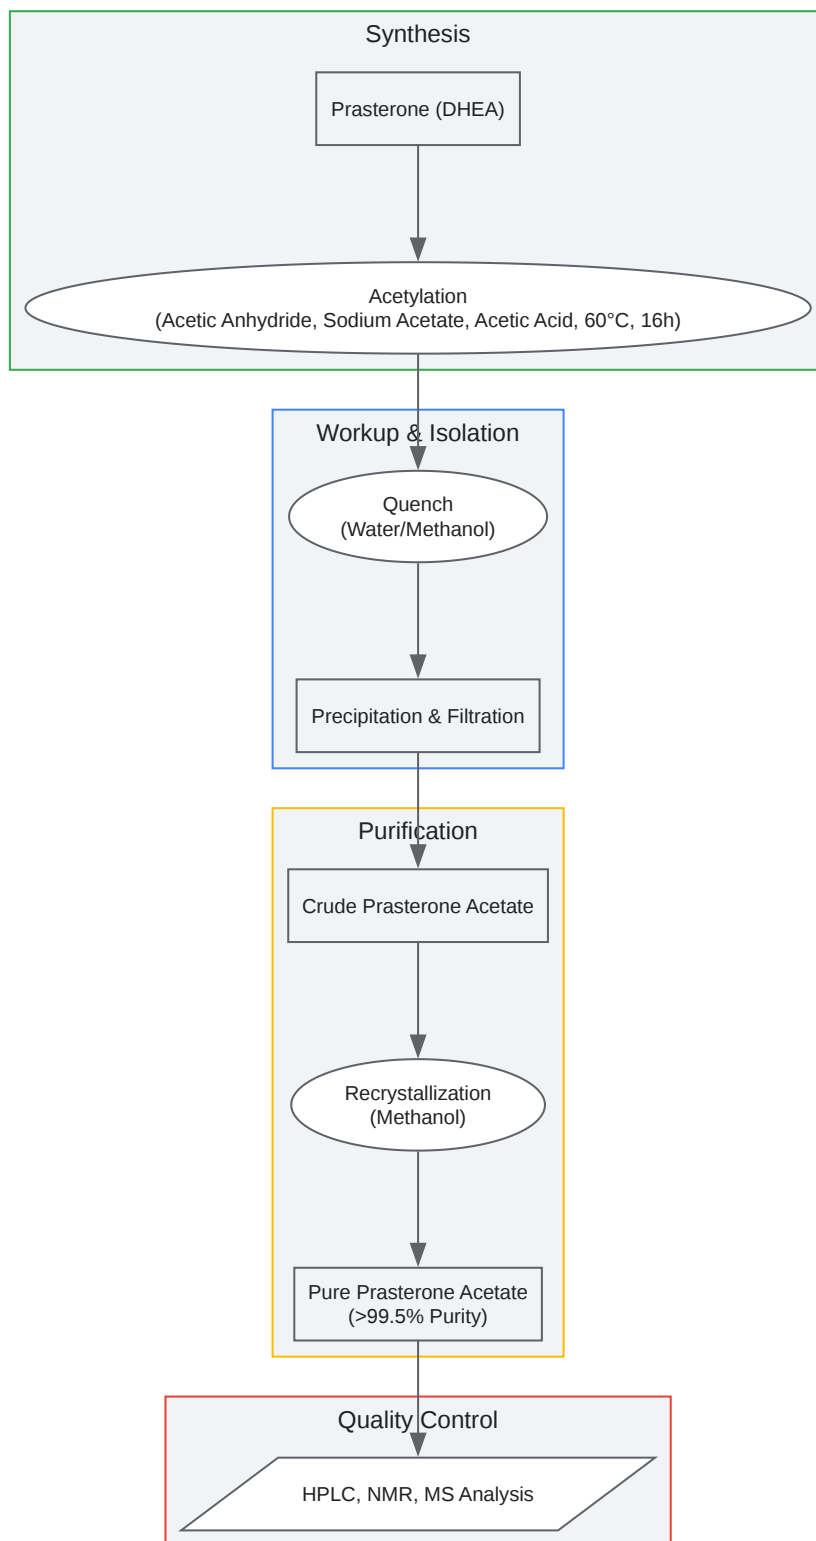 Synthesis
Prasterone (DHEA)
Acetylation
(Acetic Anhydride, Sodium Acetate, Acetic Acid, 60°C, 16h)
Workup & Isolation
Quench
(Water/Methanol)
Precipitation & Filtration
Purification
Crude Prasterone Acetate
Recrystallization
(Methanol)
Pure Prasterone Acetate
(>99.5% Purity)
Quality Control
HPLC, NMR, MS Analysis